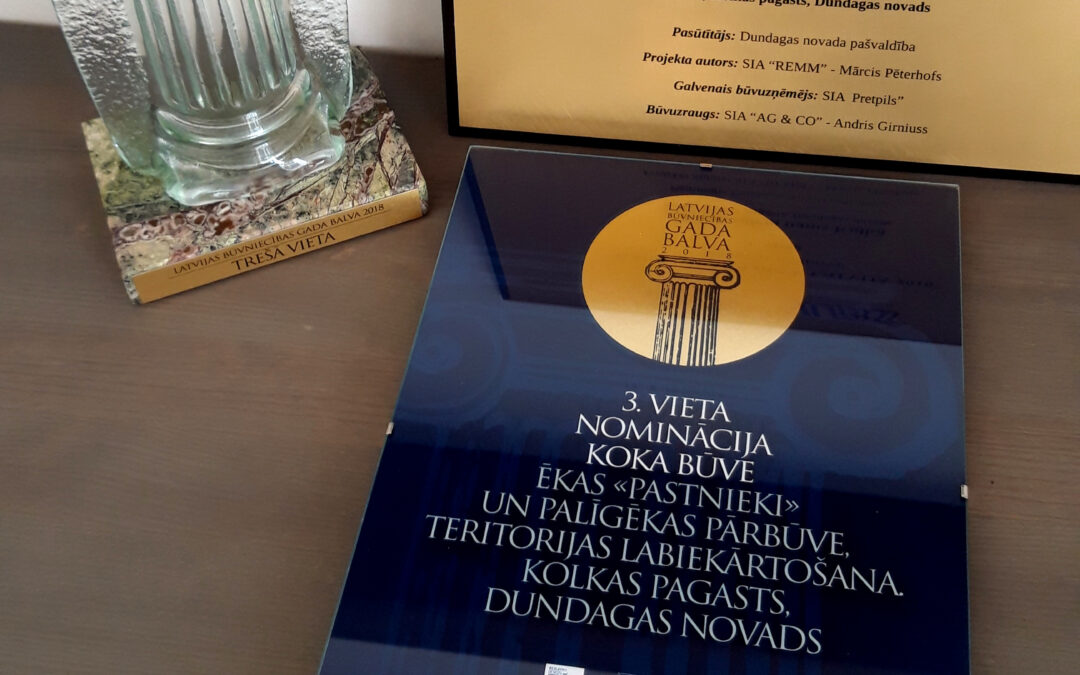 pagasts, Dundagas novads
Pasūtītājs: Dundagas novada pašvaldība
Projekta autors: SIA “REMM” - Mārcis Pēterhofs
Galvenais būvuzņēmējs: SIA Pretpils”
Būvuzraugs: SIA “AG & CO” - Andris Girniuss
LATVIJAS BŪVNIECĪBAS GADA BALVA 2018
TREŠĀ VIETA
LATVIJAS
BŪVNIECĪBAS
GADA
BALVA
2018
3. VIETA
NOMINĀCIJA
KOKA BŪVE
ĒKAS «PASTNIEKI»
UN PALĪGĒKAS PĀRBŪVE,
TERITORIJAS LABIEKĀRTOŠANA.
KOLKAS PAGASTS,
DUNDAGAS NOVADS